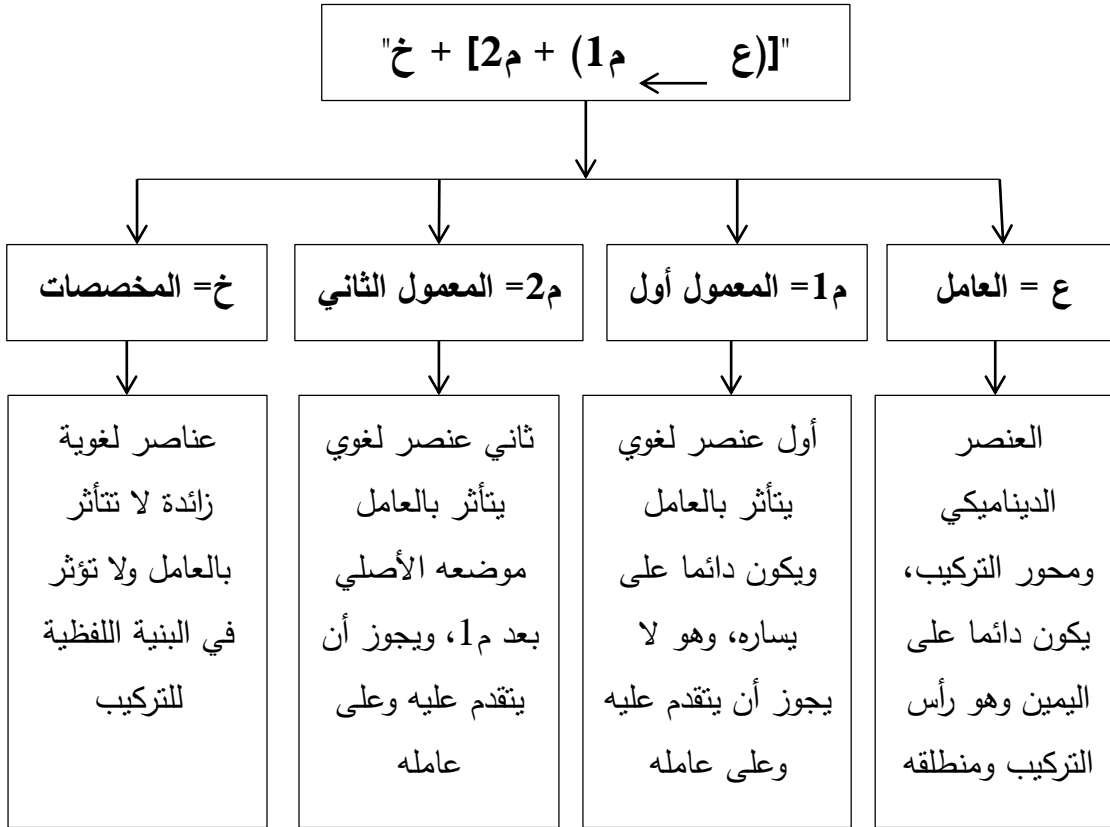 "[(ع ← م1) + م2] + خ"
ع = العامل
م1= المعمول أول
م2= المعمول الثاني
خ= المخصصات
العنصر
الديناميكي
ومحور التركيب،
يكون دائما على
اليمين وهو رأس
التركيب ومنطلقه
أول عنصر لغوي
يتأثر بالعامل
ويكون دائما على
يساره، وهو لا
يجوز أن يتقدم عليه
وعلى عامله
ثاني عنصر لغوي
يتأثر بالعامل
موضعه الأصلي
بعد م1، ويجوز أن
يتقدم عليه وعلى
عامله
عناصر لغوية
زائدة لا تتأثر
بالعامل ولا تؤثر
في البنية اللفظية
للتركيب